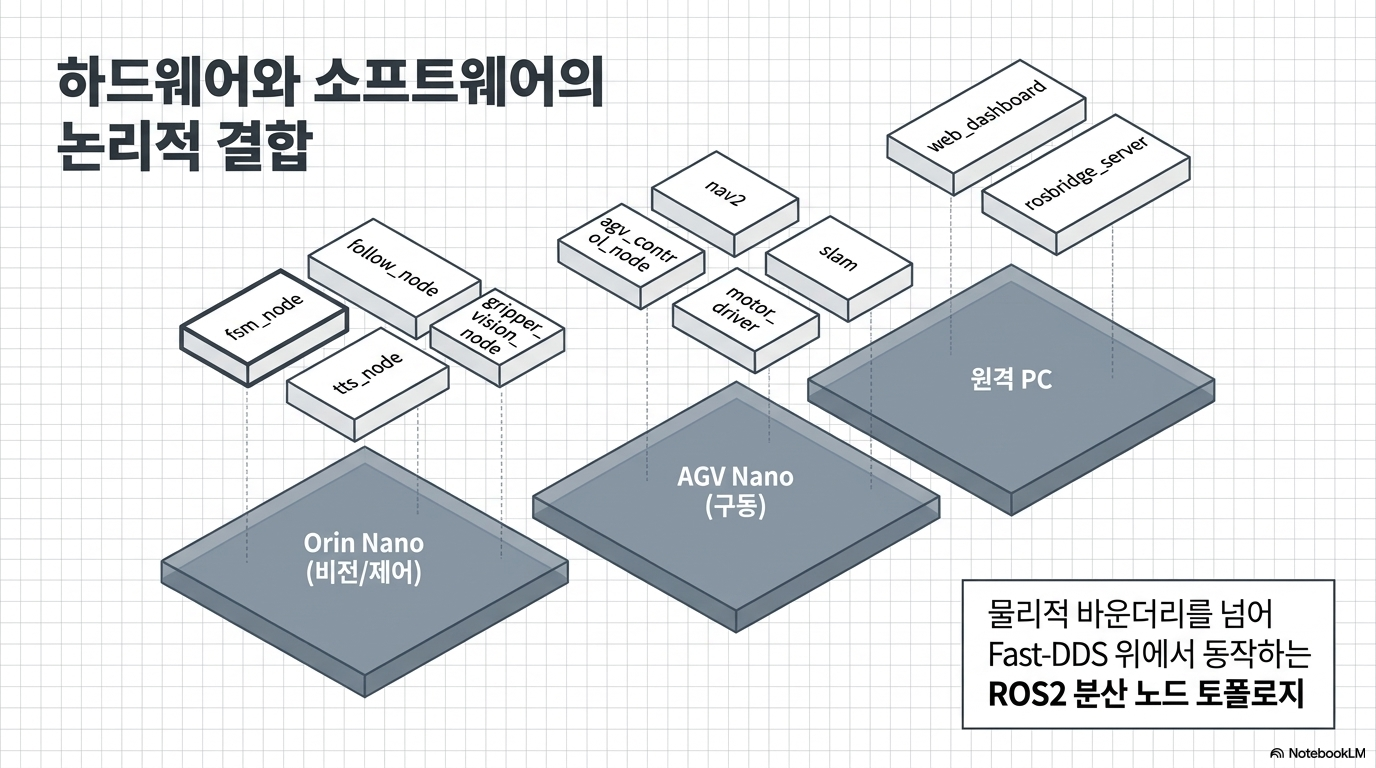 하드웨어와 소프트웨어의
논리적 결합
fsm_node
follow_node
tts_node
gripper_
vision_
node
Orin Nano
(비전/제어)
agv_contr
ol_node
nav2
motor_
driver
slam
AGV Nano
(구동)
web_dashboard
rosbridge_server
원격 PC
물리적 바운더리를 넘어
Fast-DDS 위에서 동작하는
ROS2 분산 노드 토폴로지
NotebookLM